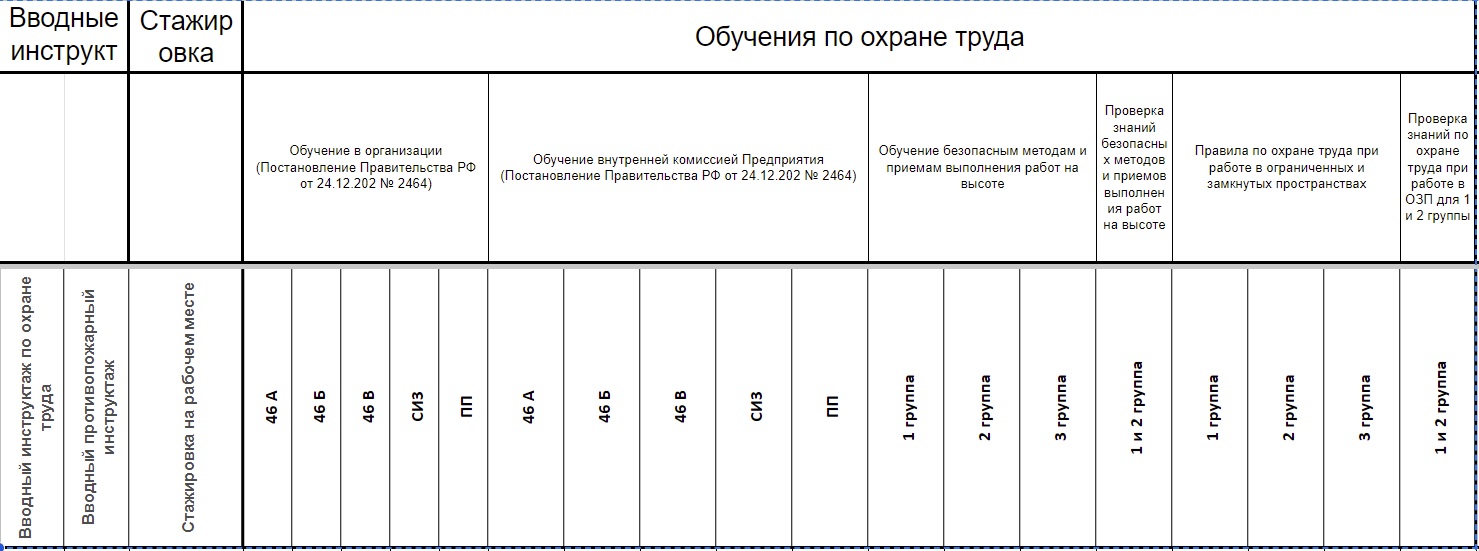 Вводные
инструкт
Стажир
овка
Обучения по охране труда
Обучение в организации
(Постановление Правительства РФ
от 24.12.202 № 2464)
Обучение внутренней комиссией Предприятия
(Постановление Правительства РФ от 24.12.202 № 2464)
Обучение безопасным методам и
приемам выполнения работ на
высоте
Проверка
знаний
безопасны
х методов
и приемов
выполнен
ия работ
на высоте
Правила по охране труда при
работе в ограниченных и
замкнутых пространствах
Проверка
знаний по
охране
труда при
работе в
ОЗП для 1
и 2 группы
Вводный инструктаж по охране
труда
Вводный противопожарный
инструктаж
Стажировка на рабочем месте
46 А
46 Б
46 В
СИЗ
ПП
46 А
46 Б
46 В
СИЗ
ПП
1 группа
2 группа
3 группа
1 и 2 группа
1 группа
2 группа
3 группа
1 и 2 группа